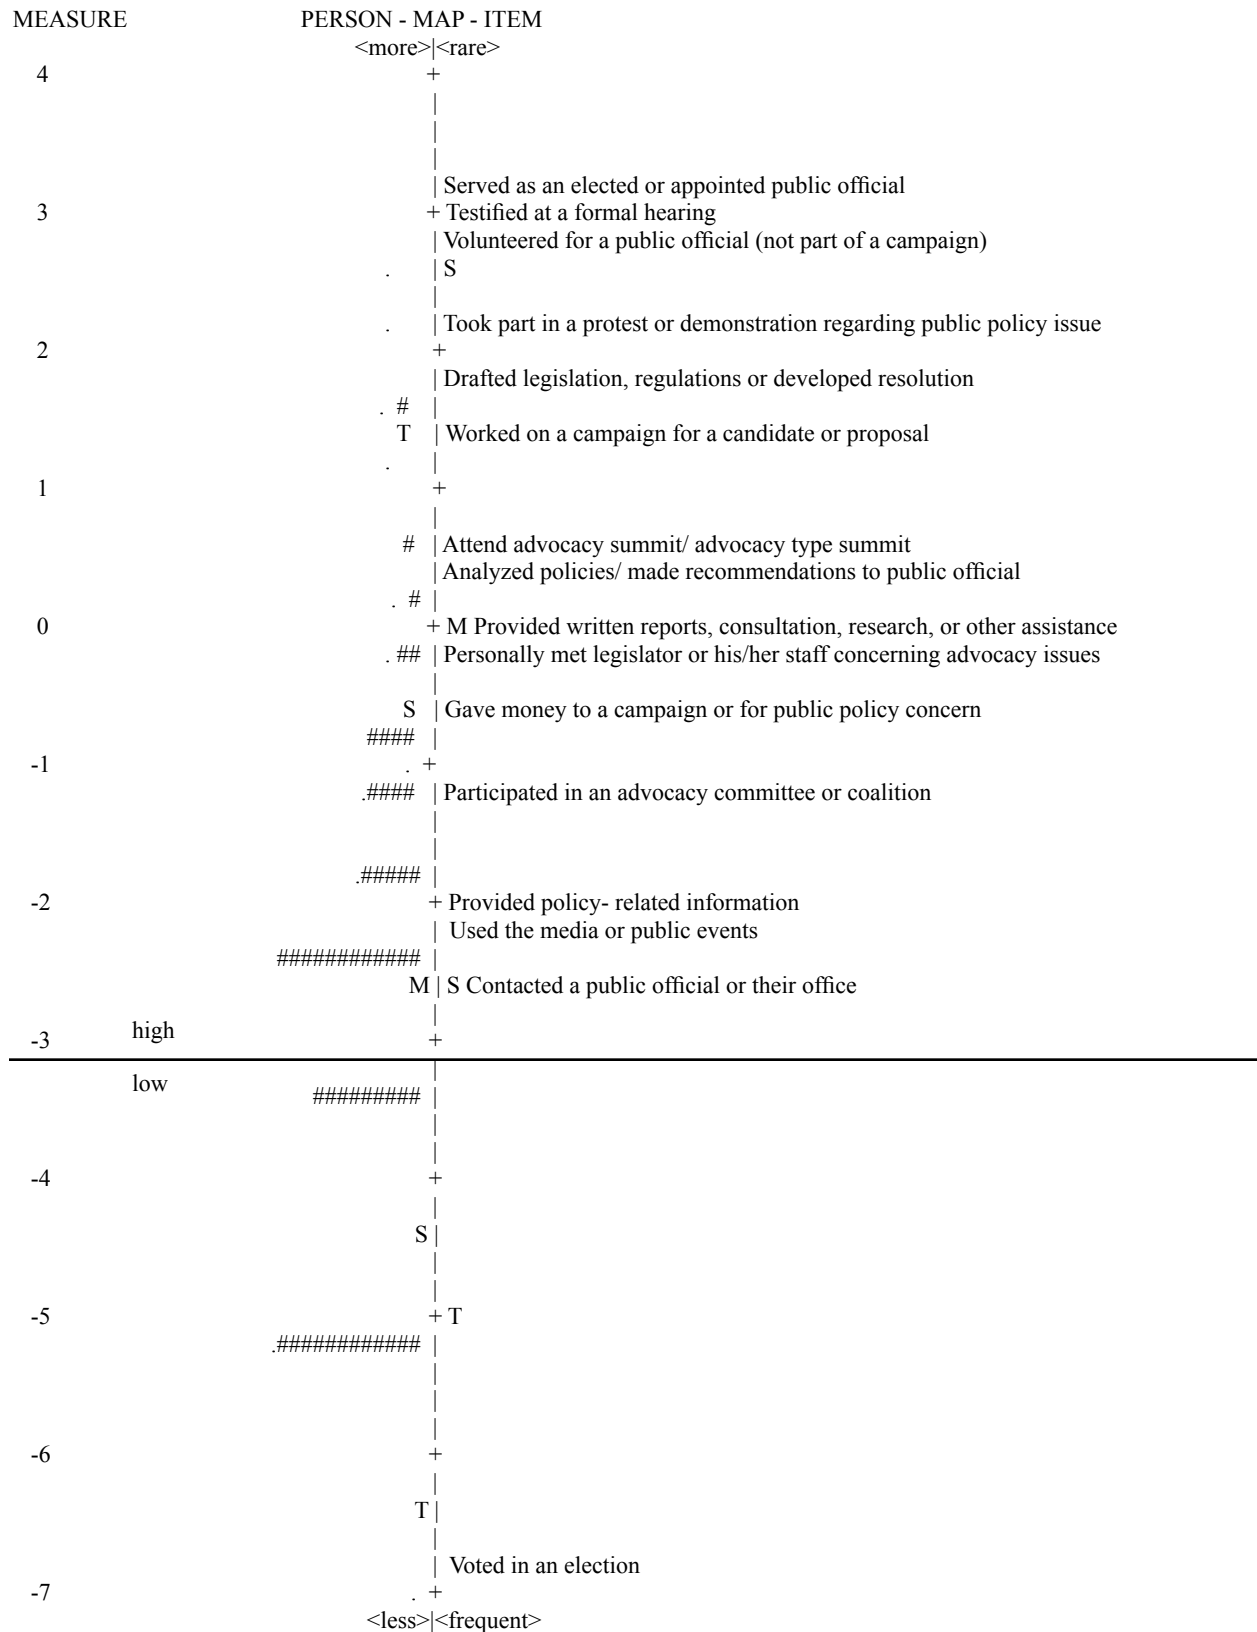 MEASURE PERSON - MAP - ITEM
<more>|<rare>
4 +
|
|
|
| Served as an elected or appointed public official
3 + Testified at a formal hearing
| Volunteered for a public official (not part of a campaign)
. | S
|
. | Took part in a protest or demonstration regarding public policy issue
2 +
| Drafted legislation, regulations or developed resolution
. # |
T | Worked on a campaign for a candidate or proposal
. |
1 +
|
# | Attend advocacy summit/ advocacy type summit
| Analyzed policies/ made recommendations to public official
. # |
0 + M Provided written reports, consultation, research, or other assistance
. ## | Personally met legislator or his/her staff concerning advocacy issues
|
S | Gave money to a campaign or for public policy concern
#### |
-1 . +
.#### | Participated in an advocacy committee or coalition
|
|
.##### |
-2 + Provided policy- related information
| Used the media or public events
############ |
M | S Contacted a public official or their office
|
-3 high +
|
low
######### |
|
|
-4 +
|
S |
|
|
-5 + T
.############ |
|
|
|
-6 +
|
T |
|
| Voted in an election
-7 . +
<less>|<frequent>